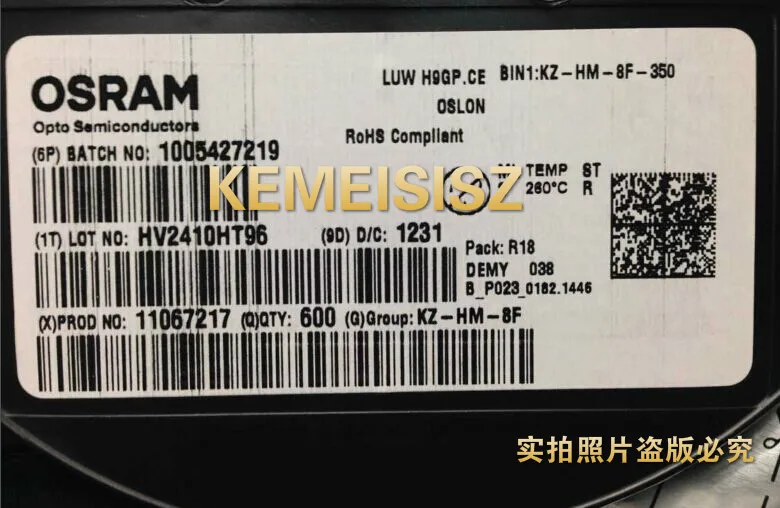 OSRAM
Opto Semiconductors
LUW H9GP.CE BIN1:KZ-HM-8F-350
OSLON
RoHS Compliant
(6P) BATCH NO: 1005427219
KEMEISISZ
TEMP ST
260°C R
(1T) LOT NO: HV2410HT96 (9D) D/C: 1231
Pack: R18
DEMY 038
B_P023_0182.1446
(X)PROD NO: 11067217 (Q)QTY: 600 (G)Group: KZ-HM-8F
实拍照片盗版必究